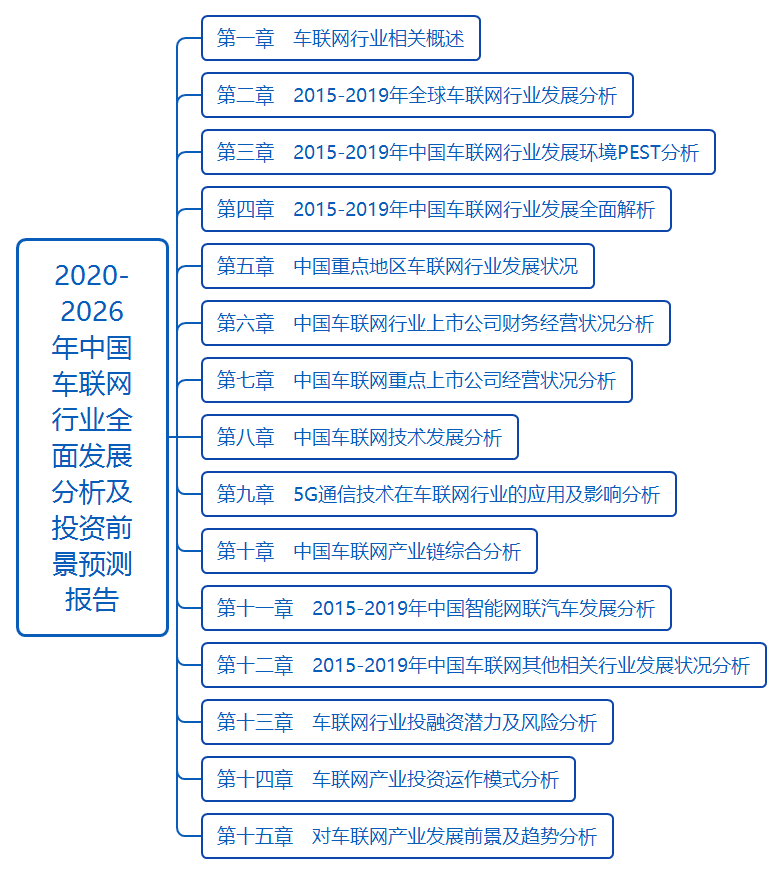 2020-
2026
年中国
车联网
行业全
面发展
分析及
投资前
景预测
报告
第一章 车联网行业相关概述
第二章 2015-2019年全球车联网行业发展分析
第三章 2015-2019年中国车联网行业发展环境PEST分析
第四章 2015-2019年中国车联网行业发展全面解析
第五章 中国重点地区车联网行业发展状况
第六章 中国车联网行业上市公司财务经营状况分析
第七章 中国车联网重点上市公司经营状况分析
第八章 中国车联网技术发展分析
第九章 5G通信技术在车联网行业的应用及影响分析
第十章 中国车联网产业链综合分析
第十一章 2015-2019年中国智能网联汽车发展分析
第十二章 2015-2019年中国车联网其他相关行业发展状况分析
第十三章 车联网行业投融资潜力及风险分析
第十四章 车联网产业投资运作模式分析
第十五章 对车联网产业发展前景及趋势分析